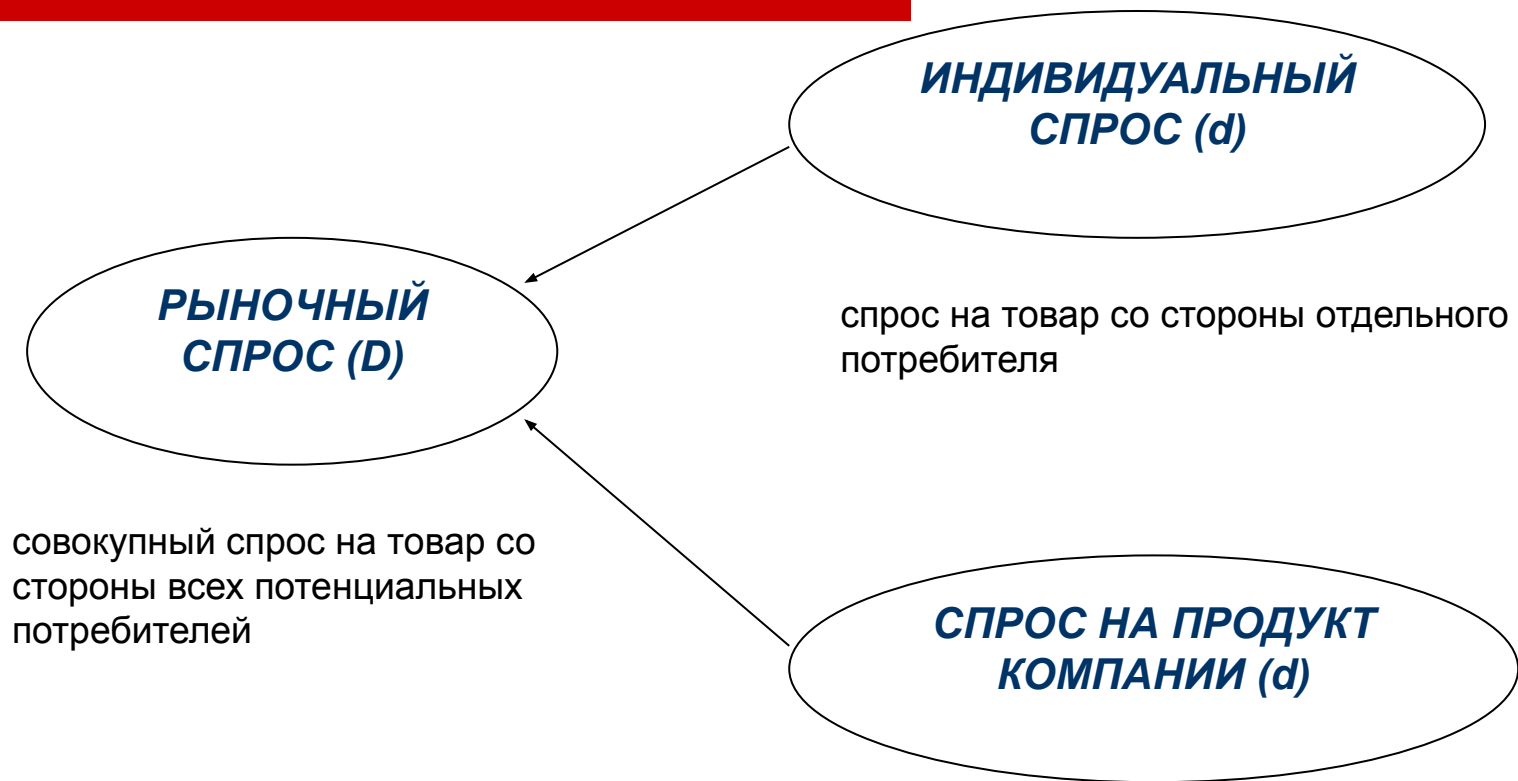 ИНДИВИДУАЛЬНЫЙ
СПРОС (d)
РЫНОЧНЫЙ
СПРОС (D)
спрос на товар со стороны отдельного
потребителя
совокупный спрос на товар со
стороны всех потенциальных
потребителей
СПРОС НА ПРОДУКТ
КОМПАНИИ (d)